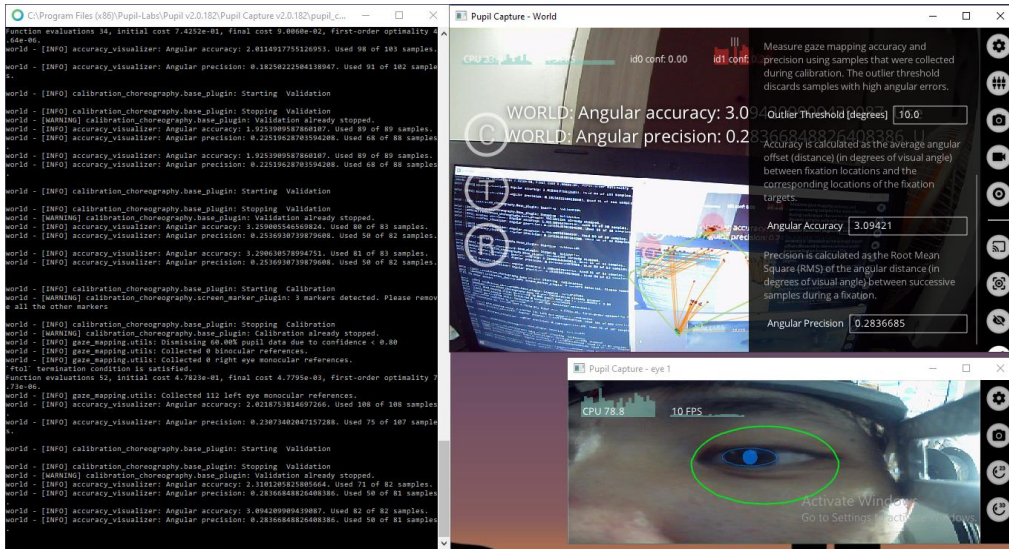 C:\Program Files (x86)\Pupil-Labs\Pupil v2.0.182\Pupil Capture v2.0.182\pupil_c...
Function evaluations 34, initial cost 7.4252e-01, final cost 9.0060e-02, first-order optimality 4
.64e-06.
world - [INFO] accuracy_visualizer: Angular accuracy: 2.0114917755126953. Used 98 of 103 samples.
world - [INFO] accuracy_visualizer: Angular precision: 0.18250222504138947. Used 91 of 102 sample
s.
world - [INFO] calibration_choreography.base_plugin: Starting  Validation
world - [INFO] calibration_choreography.base_plugin: Stopping  Validation
world - [WARNING] calibration_choreography.base_plugin: Validation already stopped.
world - [INFO] accuracy_visualizer: Angular accuracy: 1.9253909587860107. Used 89 of 89 samples.
world - [INFO] accuracy_visualizer: Angular precision: 0.22519628703594208. Used 68 of 88 samples
.
world - [INFO] accuracy_visualizer: Angular accuracy: 1.9253909587860107. Used 89 of 89 samples.
world - [INFO] accuracy_visualizer: Angular precision: 0.22519628703594208. Used 68 of 88 samples
.
world - [INFO] calibration_choreography.base_plugin: Starting  Validation
world - [INFO] calibration_choreography.base_plugin: Stopping  Validation
world - [WARNING] calibration_choreography.base_plugin: Validation already stopped.
world - [INFO] accuracy_visualizer: Angular accuracy: 3.259005546569824. Used 80 of 83 samples.
world - [INFO] accuracy_visualizer: Angular precision: 0.2536930739879608. Used 50 of 82 samples.
world - [INFO] accuracy_visualizer: Angular accuracy: 3.290630578994751. Used 81 of 83 samples.
world - [INFO] accuracy_visualizer: Angular precision: 0.2536930739879608. Used 50 of 82 samples.
world - [INFO] calibration_choreography.base_plugin: Starting  Calibration
world - [WARNING] calibration_choreography.screen_marker_plugin: 3 markers detected. Please remov
e all the other markers
world - [INFO] calibration_choreography.base_plugin: Stopping  Calibration
world - [WARNING] calibration_choreography.base_plugin: Calibration already stopped.
world - [INFO] gaze_mapping.utils: Dismissing 60.00% pupil data due to confidence < 0.80
world - [INFO] gaze_mapping.utils: Collected 0 binocular references.
world - [INFO] gaze_mapping.utils: Collected 0 right eye monocular references.
`ftol` termination condition is satisfied.
Function evaluations 52, initial cost 4.7823e-01, final cost 4.7795e-03, first-order optimality 7
.73e-06.
world - [INFO] gaze_mapping.utils: Collected 112 left eye monocular references.
world - [INFO] accuracy_visualizer: Angular accuracy: 2.0218753814697266. Used 108 of 108 samples
.
world - [INFO] accuracy_visualizer: Angular precision: 0.23073402047157288. Used 75 of 107 sample
s.
world - [INFO] calibration_choreography.base_plugin: Starting  Validation
world - [INFO] calibration_choreography.base_plugin: Stopping  Validation
world - [WARNING] calibration_choreography.base_plugin: Validation already stopped.
world - [INFO] accuracy_visualizer: Angular accuracy: 2.3101205825805664. Used 71 of 82 samples.
world - [INFO] accuracy_visualizer: Angular precision: 0.28366848826408386. Used 50 of 81 samples
.
world - [INFO] accuracy_visualizer: Angular accuracy: 3.094209909439087. Used 82 of 82 samples.
world - [INFO] accuracy_visualizer: Angular precision: 0.28366848826408386. Used 50 of 81 samples
.
Pupil Capture - World
id0 conf: 0.00
id1 conf:
WORLD: Angular accuracy: 3.094209909439087. U
WORLD: Angular precision: 0.28366848826408386. U
C
T
R
Measure gaze mapping accuracy and
precision using samples that were collected
during calibration. The outlier threshold
discards samples with high angular errors.
Outlier Threshold [degrees] 10.0
Accuracy is calculated as the average angular
offset (distance) (in degrees of visual angle)
between fixation locations and the
corresponding locations of the fixation
targets.
Angular Accuracy 3.09421
Precision is calculated as the Root Mean
Square (RMS) of the angular distance (in
degrees of visual angle) between successive
samples during a fixation.
Angular Precision 0.2836685
Pupil Capture - eye 1
CPU 78.8
10 FPS
2D
3D
Activate Windows
Go to Settings to activate Windows.